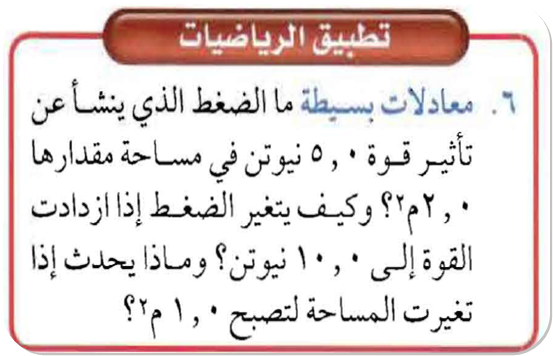 تطبيق الرياضيات
٦. معادلات بسيطة ما الضغط الذي ينشأ عن
تأثير قوة ٥,٠ نيوتن في مساحة مقدارها
٢,٠م٢؟ وكيف يتغير الضغط إذا ازدادت
القوة إلى ١٠,٠ نيوتن؟ وماذا يحدث إذا
تغيرت المساحة لتصبح ١,٠ م٢؟